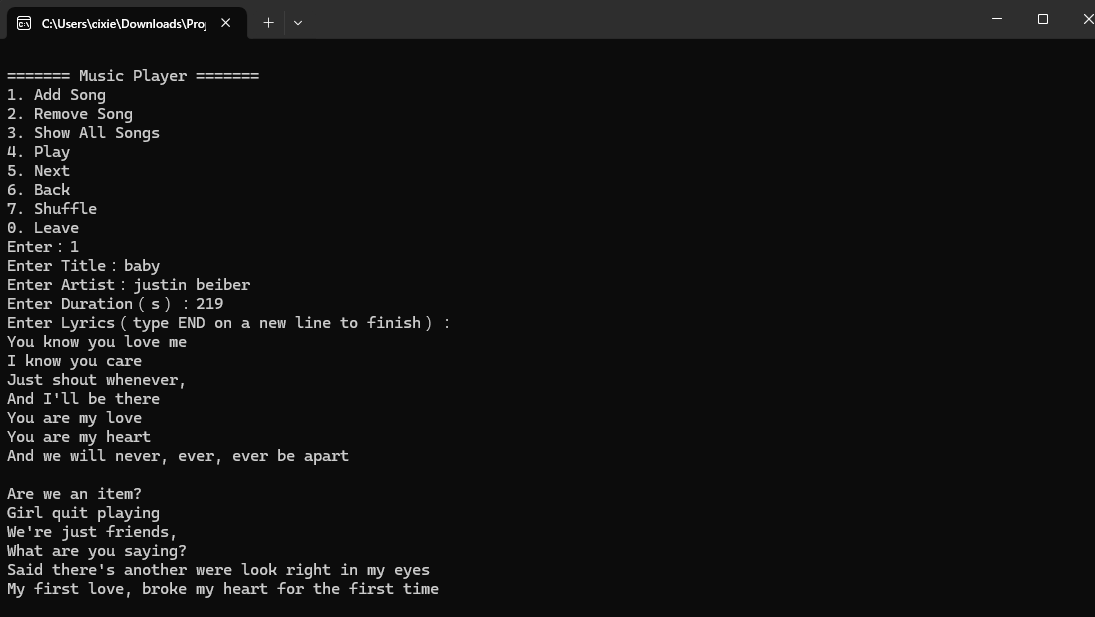 C:\Users\cixie\Downloads\Proj
======= Music Player =======
1. Add Song
2. Remove Song
3. Show All Songs
4. Play
5. Next
6. Back
7. Shuffle
0. Leave
Enter：1
Enter Title：baby
Enter Artist：justin beiber
Enter Duration（s）：219
Enter Lyrics（type END on a new line to finish）：
You know you love me
I know you care
Just shout whenever,
And I'll be there
You are my love
You are my heart
And we will never, ever, ever be apart

Are we an item?
Girl quit playing
We're just friends,
What are you saying?
Said there's another were look right in my eyes
My first love, broke my heart for the first time